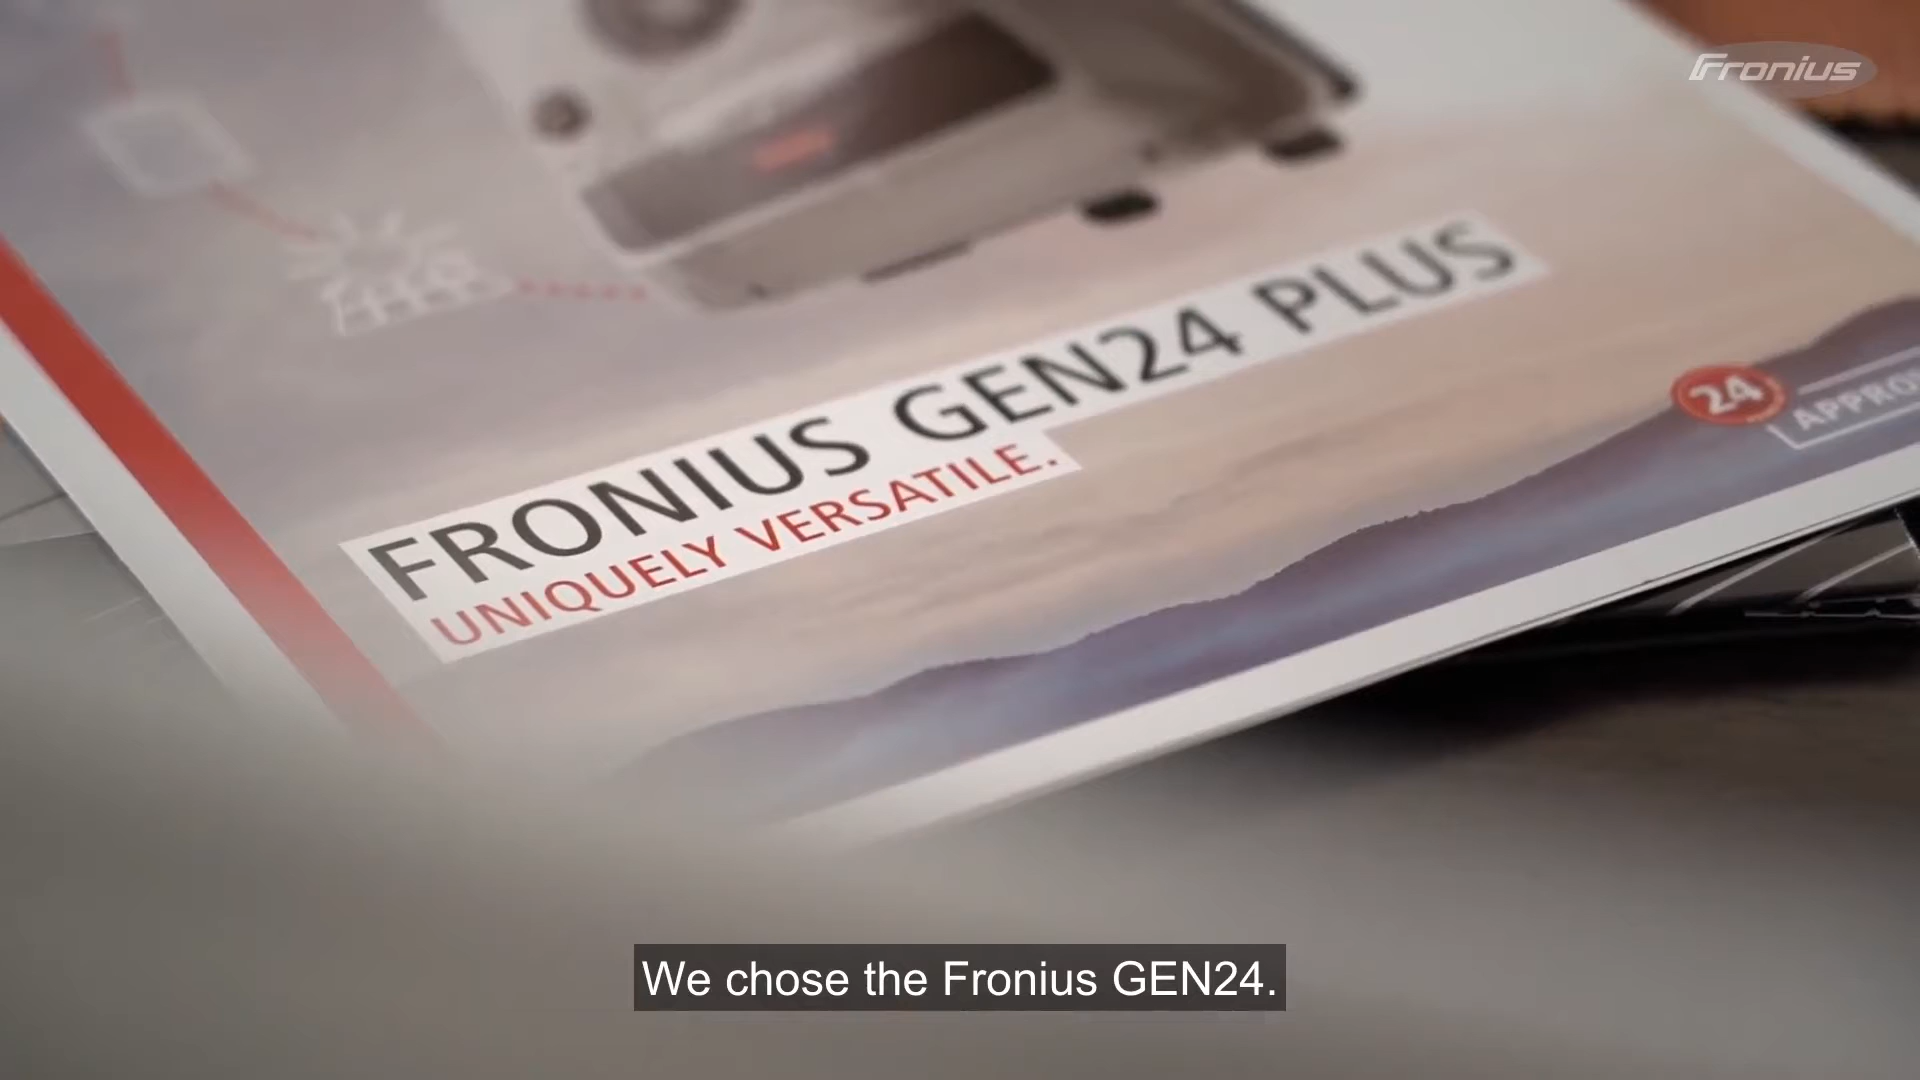 Fronius
FRONIUS GEN24 PLUS
UNIQUELY VERSATILE.
24
We chose the Fronius GEN24.